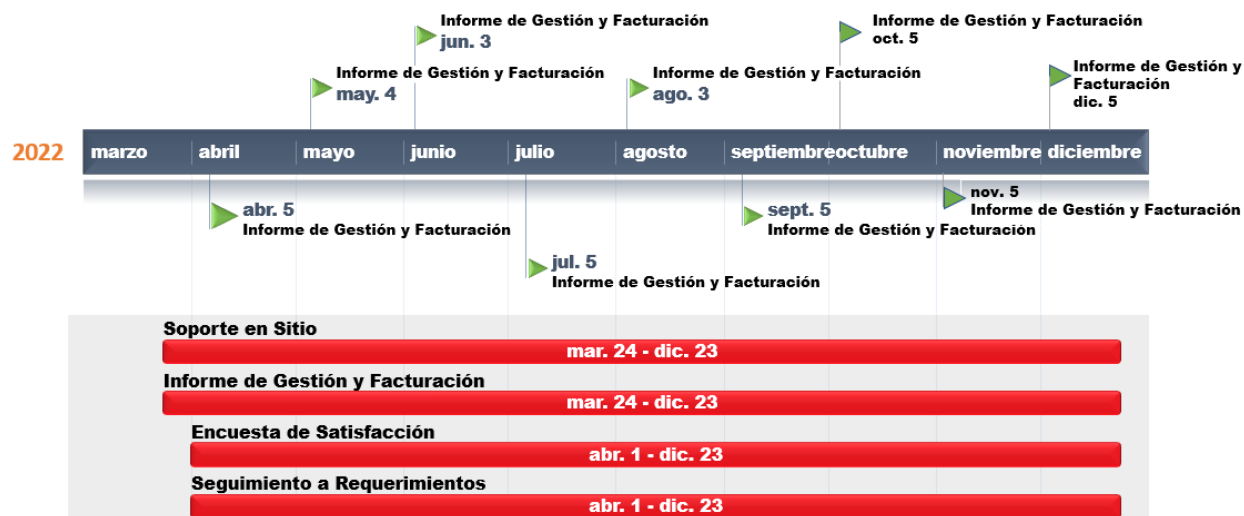 Informe de Gestión y Facturación
jun. 3
Informe de Gestión y Facturación
oct. 5
Informe de Gestión y Facturación
may. 4
Informe de Gestión y Facturación
ago. 3
Informe de Gestión y
Facturación
dic. 5
2022 marzo abril mayo junio julio agosto septiembre octubre noviembre diciembre
abr. 5
Informe de Gestión y Facturación
sept. 5
Informe de Gestión y Facturación
nov. 5
Informe de Gestión y Facturación
jul. 5
Informe de Gestión y Facturación
Soporte en Sitio
mar. 24 - dic. 23
Informe de Gestión y Facturación
mar. 24 - dic. 23
Encuesta de Satisfacción
abr. 1 - dic. 23
Seguimiento a Requerimientos
abr. 1 - dic. 23